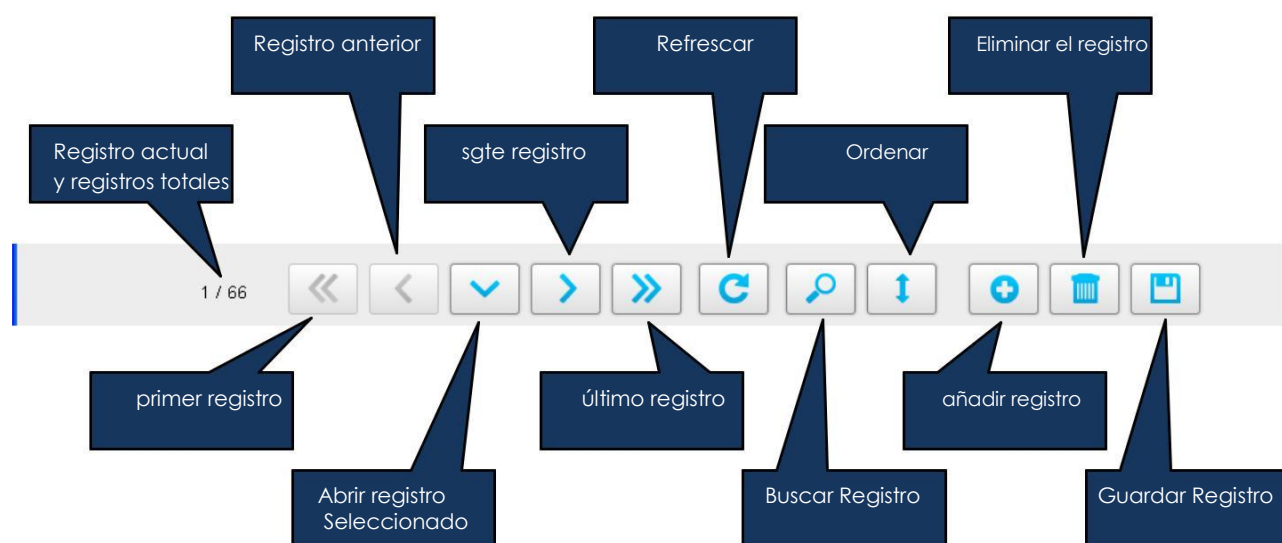 Registro anterior
Refrescar
Eliminar el registro
Registro actual
y registros totales
sgte registro
Ordenar
1 / 66
primer registro
último registro
añadir registro
Abrir registro
Seleccionado
Buscar Registro
Guardar Registro